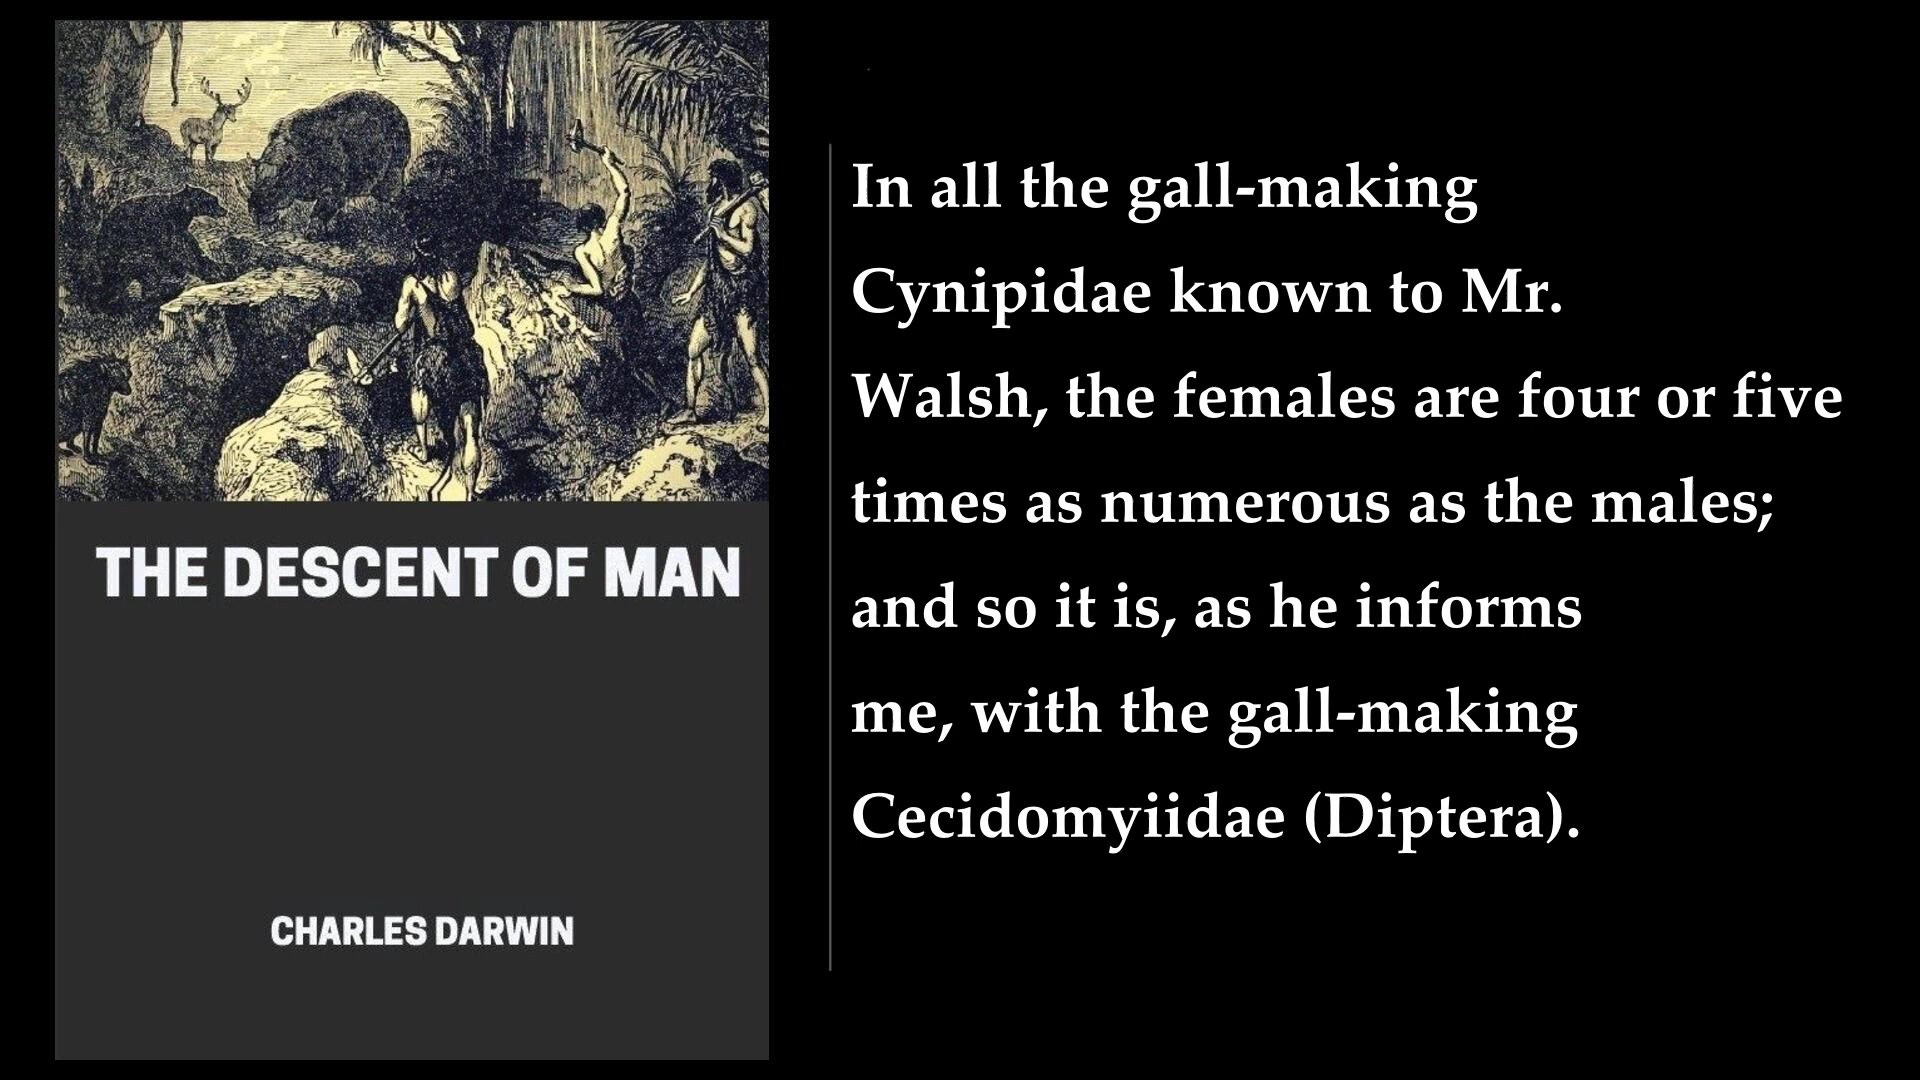 THE DESCENT OF MAN
CHARLES DARWIN
In all the gall-making
Cynipidae known to Mr.
Walsh, the females are four or five
times as numerous as the males;
and so it is, as he informs
me, with the gall-making
Cecidomyiidae (Diptera).